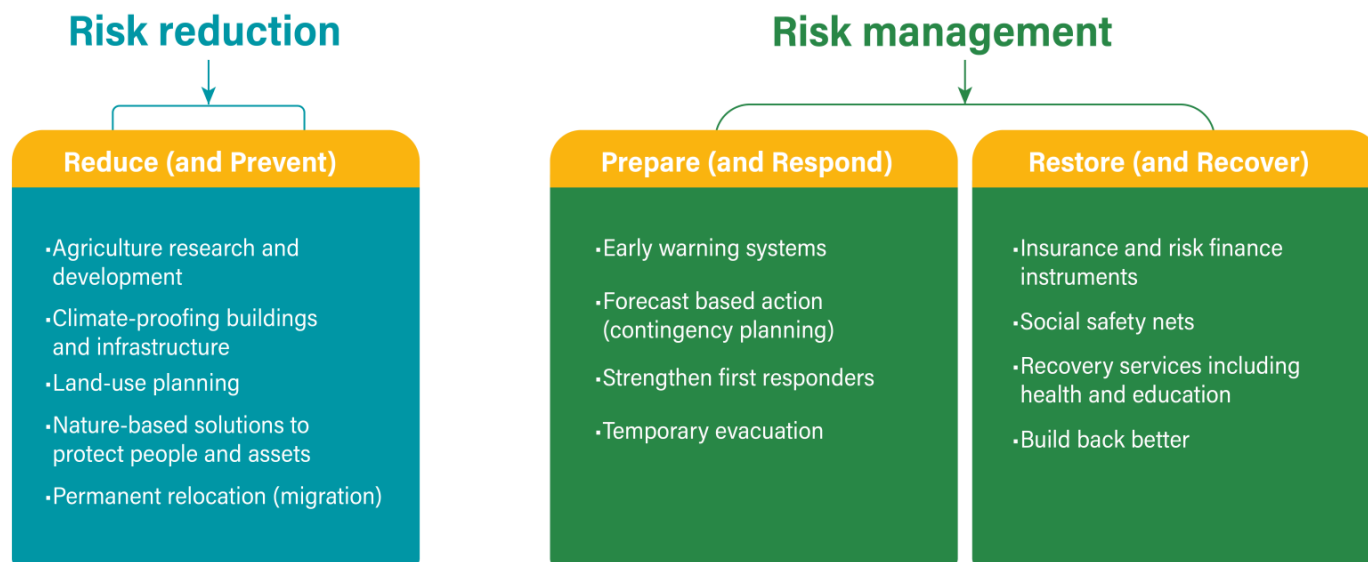 Risk reduction
Reduce (and Prevent)
·Agriculture research and
development
·Climate-proofing buildings
and infrastructure
·Land-use planning
·Nature-based solutions to
protect people and assets
·Permanent relocation (migration)
Risk management
Prepare (and Respond)
·Early warning systems
·Forecast based action
(contingency planning)
·Strengthen first responders
·Temporary evacuation
Restore (and Recover)
·Insurance and risk finance
instruments
·Social safety nets
·Recovery services including
health and education
·Build back better